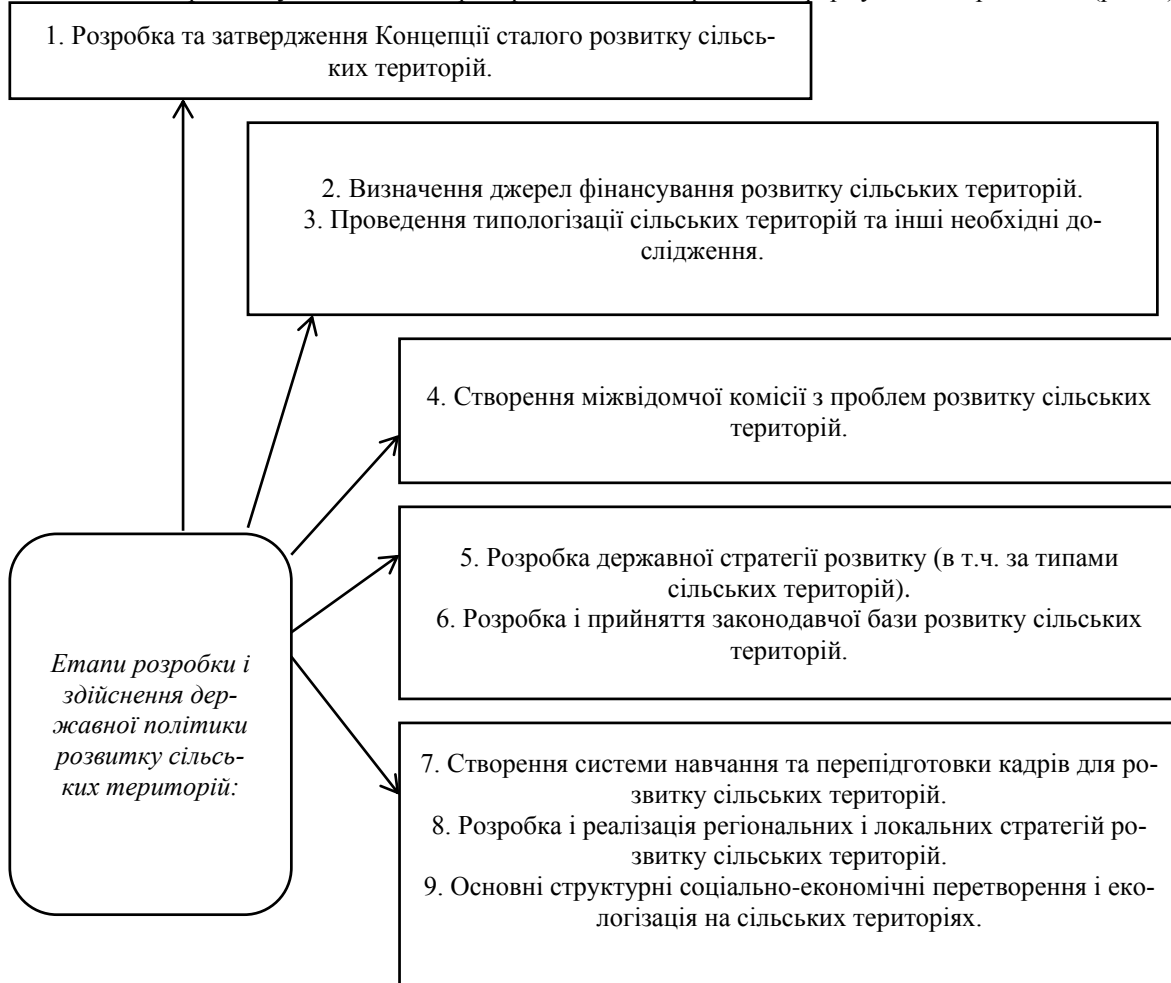 1. Розробка та затвердження Концепції сталого розвитку сільсь-
ких територій.
2. Визначення джерел фінансування розвитку сільських територій.
3. Проведення типологізації сільських територій та інші необхідні до-
слідження.
4. Створення міжвідомчої комісії з проблем розвитку сільських
територій.
5. Розробка державної стратегії розвитку (в т.ч. за типами
сільських територій).
6. Розробка і прийняття законодавчої бази розвитку сільських
територій.
Етапи розробки і
здійснення дер-
жавної політики
розвитку сільсь-
ких територій:
7. Створення системи навчання та перепідготовки кадрів для ро-
звитку сільських територій.
8. Розробка і реалізація регіональних і локальних стратегій ро-
звитку сільських територій.
9. Основні структурні соціально-економічні перетворення і еко-
логізація на сільських територіях.